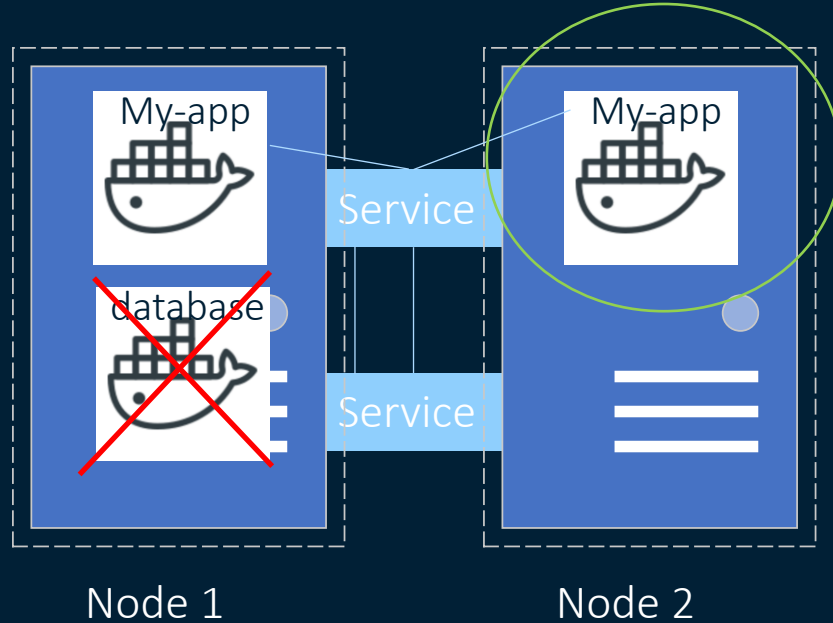 My-app
My-app
Service
database
Service
Node 1
Node 2